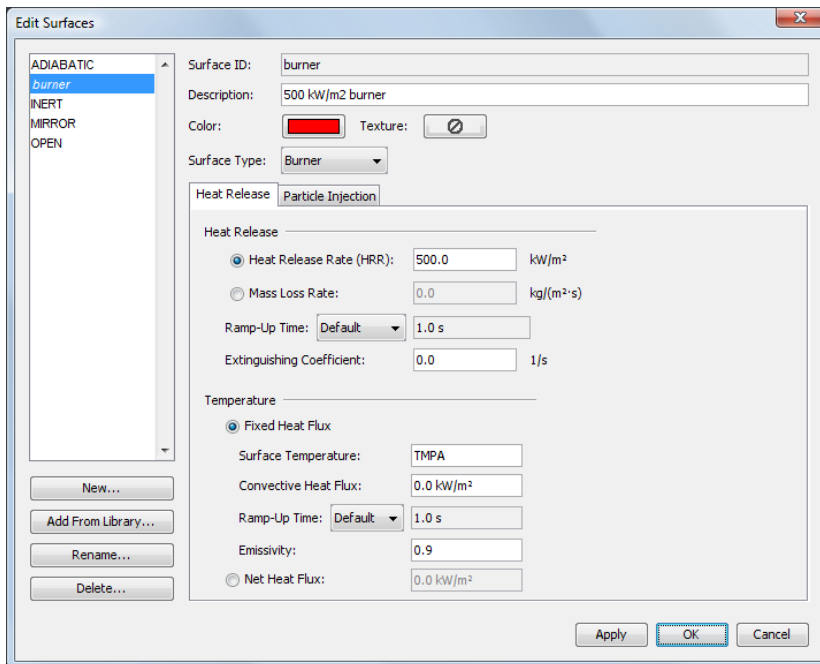 Edit Surfaces
ADIABATIC
burner
INERT
MIRROR
OPEN
New...
Add From Library...
Rename...
Delete...
Surface ID: burner
Description: 500 kW/m2 burner
Color: Texture:
Surface Type: Burner
Heat Release Particle Injection
Heat Release
Heat Release Rate (HRR): 500.0 kW/m²
Mass Loss Rate: 0.0 kg/(m²·s)
Ramp-Up Time: Default 1.0 s
Extinguishing Coefficient: 0.0 1/s
Temperature
Fixed Heat Flux
Surface Temperature: TMPA
Convective Heat Flux: 0.0 kW/m²
Ramp-Up Time: Default 1.0 s
Emissivity: 0.9
Net Heat Flux: 0.0 kW/m²
Apply OK Cancel